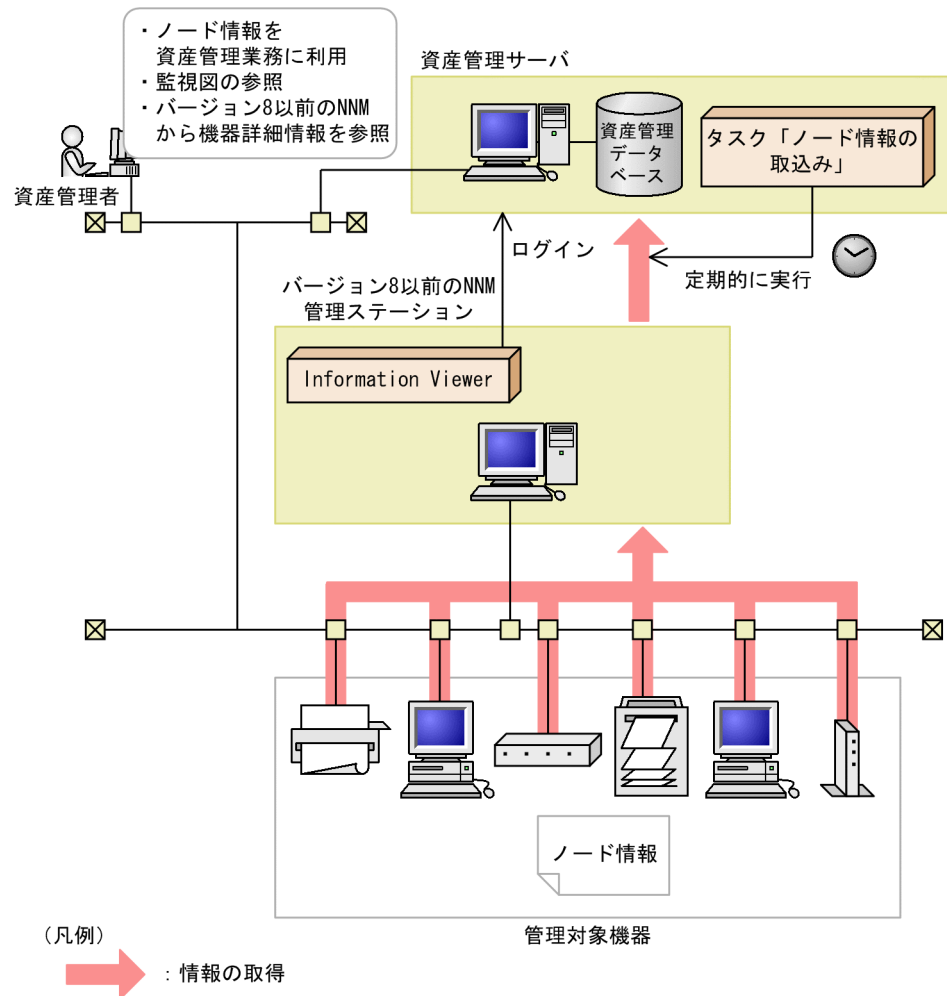 ・ノード情報を
資産管理業務に利用
・監視図の参照
・バージョン8以前のNNM
から機器詳細情報を参照
資産管理者
資産管理サーバ
資産管理
データ
ベース
タスク「ノード情報の
取込み」
ログイン
定期的に実行
バージョン8以前のNNM
管理ステーション
Information Viewer
ノード情報
管理対象機器
(凡例)
：情報の取得